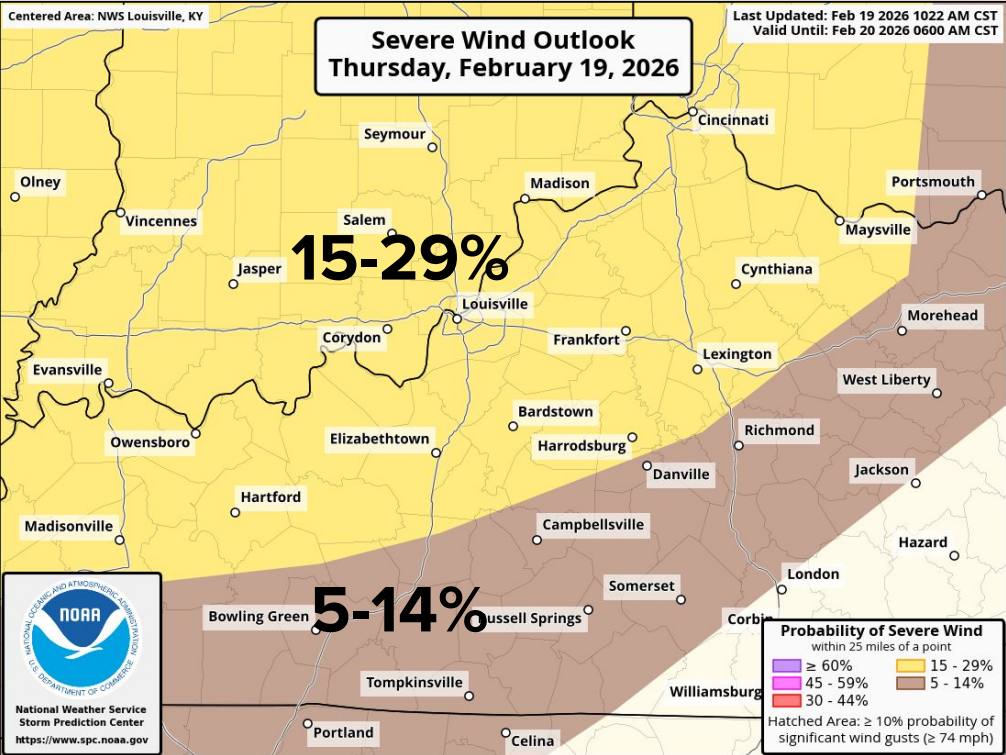 Centered Area: NWS Louisville, KY
Severe Wind Outlook
Thursday, February 19, 2026
Last Updated: Feb 19 2026 1022 AM CST
Valid Until: Feb 20 2026 0600 AM CST
Cincinnati
Seymour
Olney
Madison
Portsmouth
Vincennes
Salem
Maysville
15-29%
Jasper
Cynthiana
Louisville
Morehead
Corydon
Frankfort
Lexington
Evansville
West Liberty
Bardstown
Owensboro
Elizabethtown
Harrodsburg
Richmond
Danville
Jackson
Hartford
Madisonville
Campbellsville
Hazard
London
Somerset
Bowling Green
5-14%
ussell Springs
Corbin
Tompkinsville
Williamsburg
Portland
Celina
NATIONAL OCEANIC AND ATMOSPHERIC ADMINISTRATION
NOAA
U.S. DEPARTMENT OF COMMERCE
National Weather Service
Storm Prediction Center
https://www.spc.noaa.gov
Probability of Severe Wind
within 25 miles of a point
≥ 60%
15 - 29%
45 - 59%
5 - 14%
30 - 44%
Hatched Area: ≥ 10% probability of
significant wind gusts (≥ 74 mph)